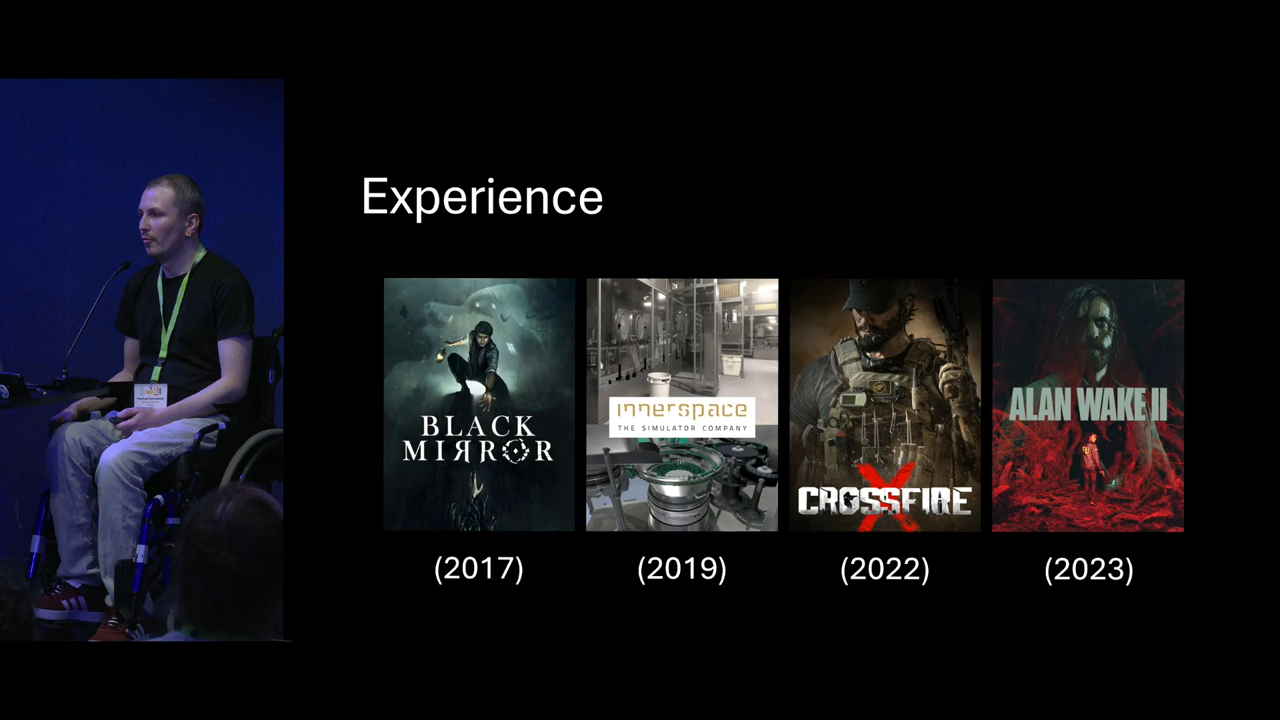 Experience
BLACK
MIRROR
(2017)
innerspace
THE SIMULATOR COMPANY
(2019)
CROSSFIRE
X
(2022)
ALAN WAKE II
(2023)